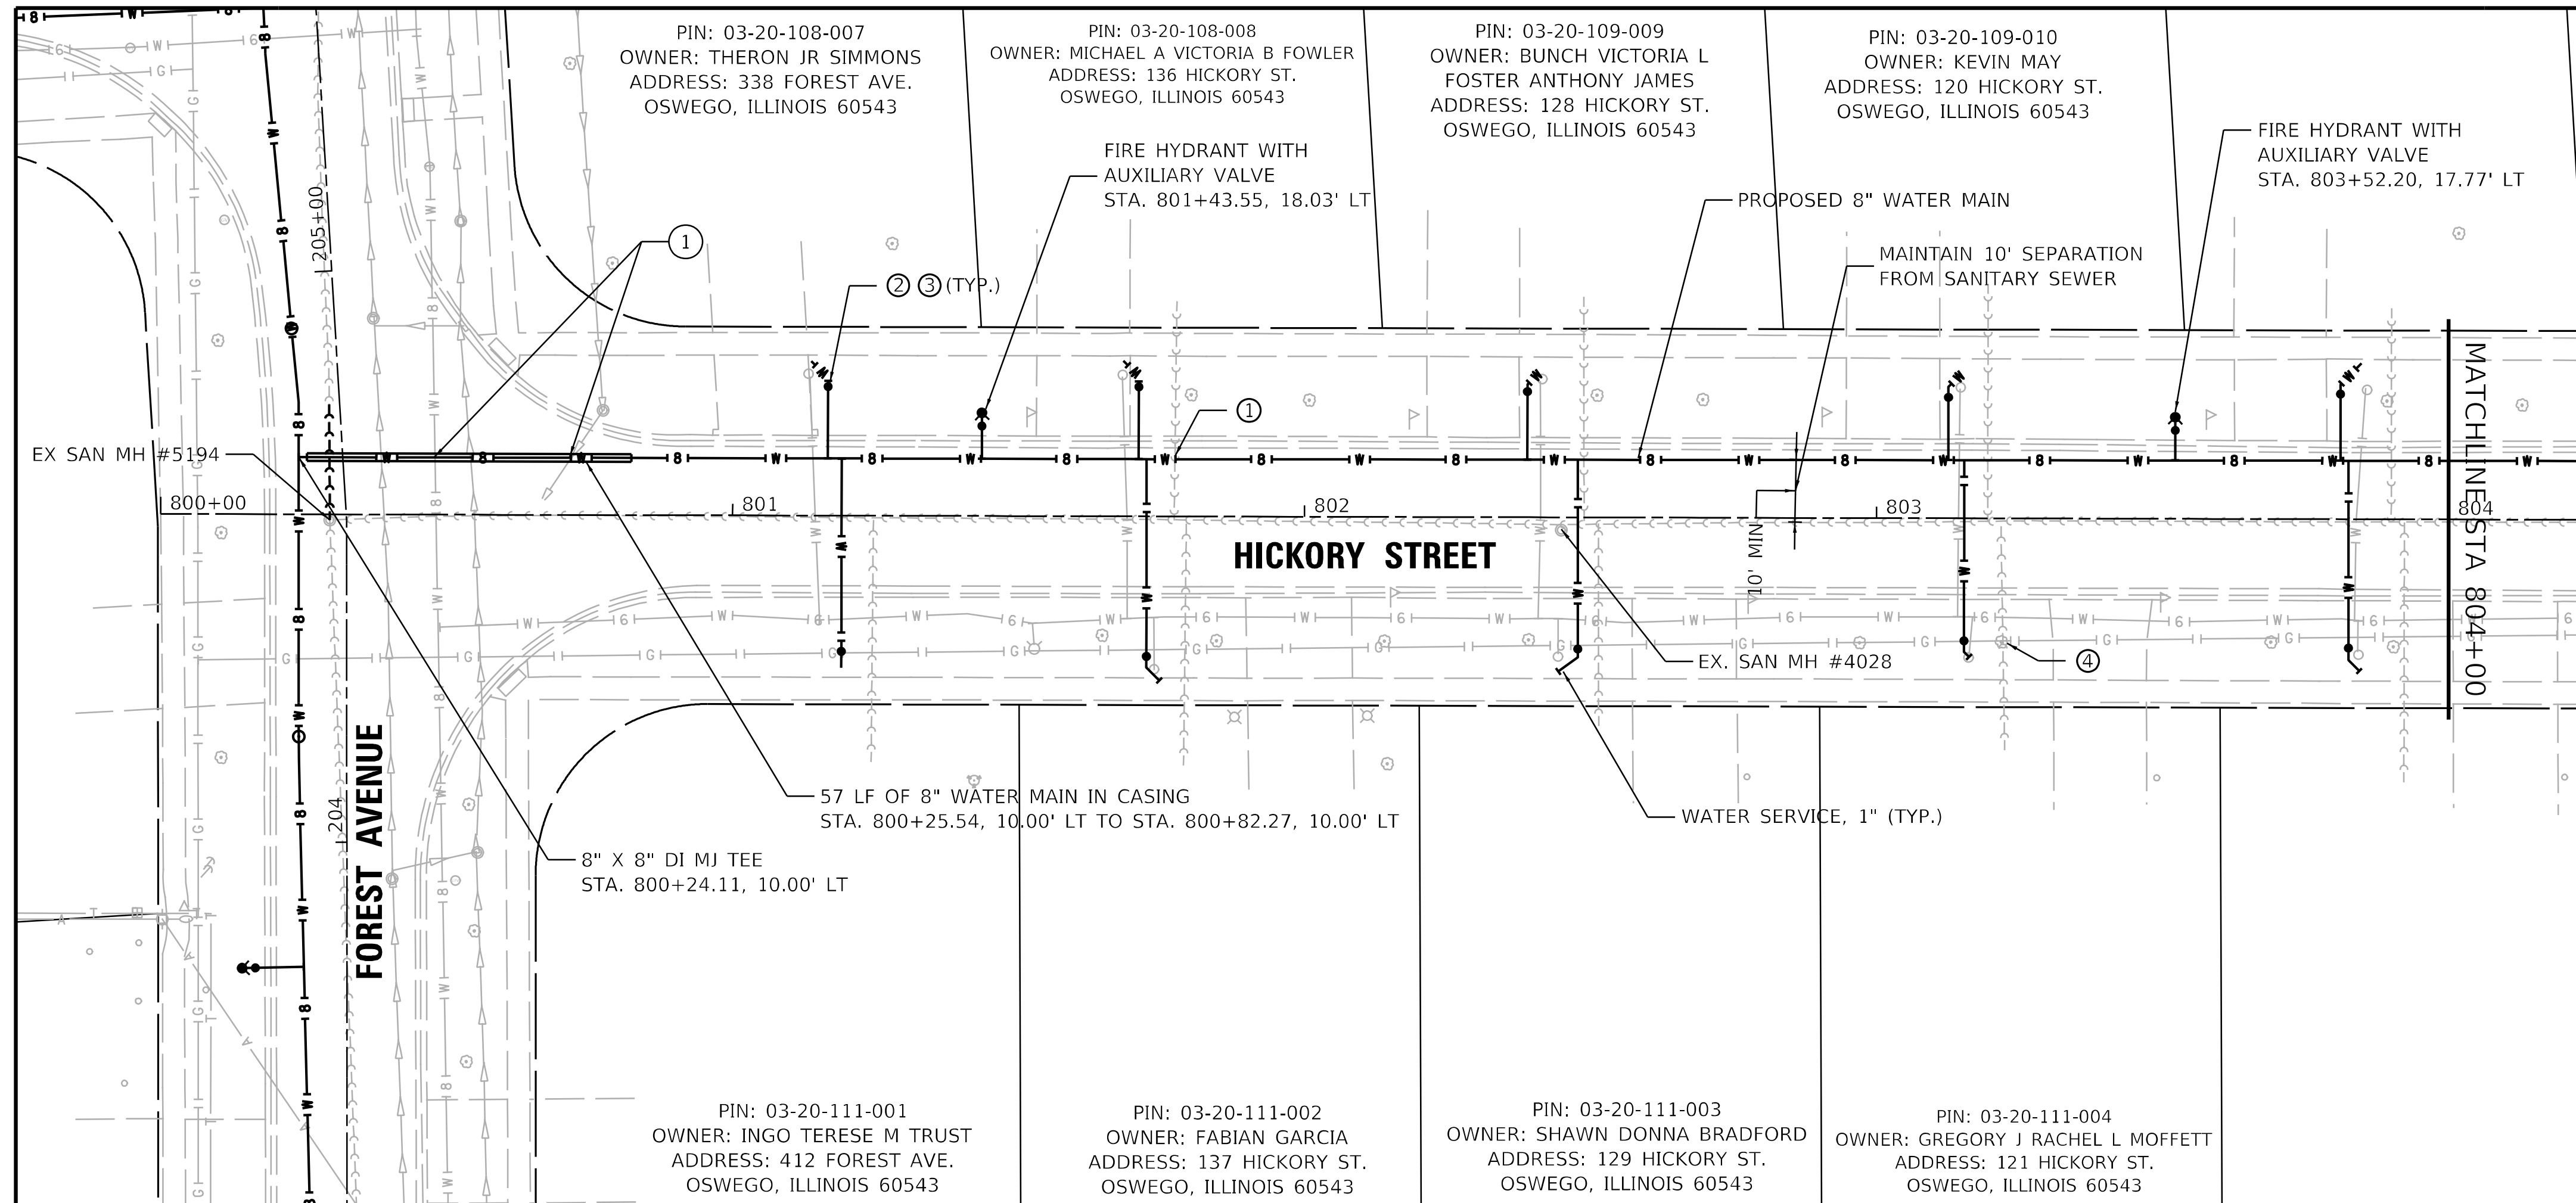 PIN: 03-20-108-007
OWNER: THERON JR SIMMONS
ADDRESS: 338 FOREST AVE.
OSWEGO, ILLINOIS 60543
PIN: 03-20-108-008
OWNER: MICHAEL A VICTORIA B FOWLER
ADDRESS: 136 HICKORY ST.
OSWEGO, ILLINOIS 60543
PIN: 03-20-109-009
OWNER: BUNCH VICTORIA L
FOSTER ANTHONY JAMES
ADDRESS: 128 HICKORY ST.
OSWEGO, ILLINOIS 60543
PIN: 03-20-109-010
OWNER: KEVIN MAY
ADDRESS: 120 HICKORY ST.
OSWEGO, ILLINOIS 60543
FIRE HYDRANT WITH
AUXILIARY VALVE
STA. 801+43.55, 18.03' LT
FIRE HYDRANT WITH
AUXILIARY VALVE
STA. 803+52.20, 17.77' LT
PROPOSED 8" WATER MAIN
MAINTAIN 10' SEPARATION
FROM SANITARY SEWER
205+00
1
2 3 (TYP.)
1
EX SAN MH #5194
800+00
801
802
803
804
10' MIN
HICKORY STREET
MATCHLINE STA 804+00
EX. SAN MH #4028
4
WATER SERVICE, 1" (TYP.)
57 LF OF 8" WATER MAIN IN CASING
STA. 800+25.54, 10.00' LT TO STA. 800+82.27, 10.00' LT
8" X 8" DI MJ TEE
STA. 800+24.11, 10.00' LT
204
FOREST AVENUE
PIN: 03-20-111-001
OWNER: INGO TERESE M TRUST
ADDRESS: 412 FOREST AVE.
OSWEGO, ILLINOIS 60543
PIN: 03-20-111-002
OWNER: FABIAN GARCIA
ADDRESS: 137 HICKORY ST.
OSWEGO, ILLINOIS 60543
PIN: 03-20-111-003
OWNER: SHAWN DONNA BRADFORD
ADDRESS: 129 HICKORY ST.
OSWEGO, ILLINOIS 60543
PIN: 03-20-111-004
OWNER: GREGORY J RACHEL L MOFFETT
ADDRESS: 121 HICKORY ST.
OSWEGO, ILLINOIS 60543